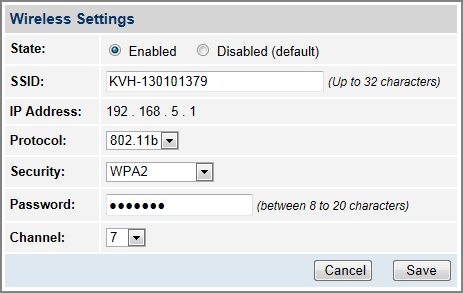 Wireless Settings
State: Enabled Disabled (default)
SSID: KVH-130101379 (Up to 32 characters)
IP Address: 192 . 168 . 5 . 1
Protocol: 802.11b
Security: WPA2
Password: ●●●●●●● (between 8 to 20 characters)
Channel: 7
Cancel Save